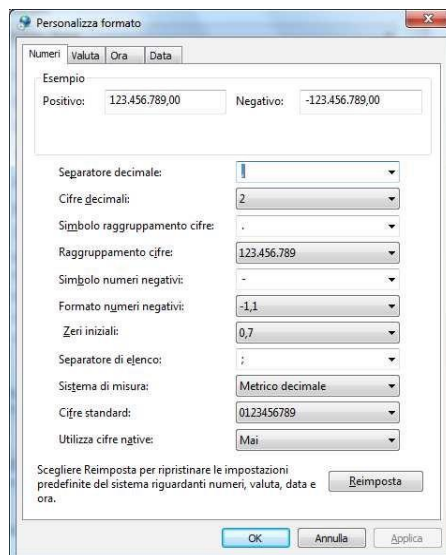 Personalizza formato
Numeri Valuta Ora Data
Esempio
Positivo: 123.456.789,00 Negativo: -123.456.789,00
Separatore decimale: ,
Cifre decimali: 2
Simbolo raggruppamento cifre: .
Raggruppamento cifre: 123.456.789
Simbolo numeri negativi: -
Formato numeri negativi: -1,1
Zeri iniziali: 0,7
Separatore di elenco: ;
Sistema di misura: Metrico decimale
Cifre standard: 0123456789
Utilizza cifre native: Mai
Scegliere Reimposta per ripristinare le impostazioni
predefinite del sistema riguardanti numeri, valuta, data e
ora.
Reimposta
OK Annulla Applica